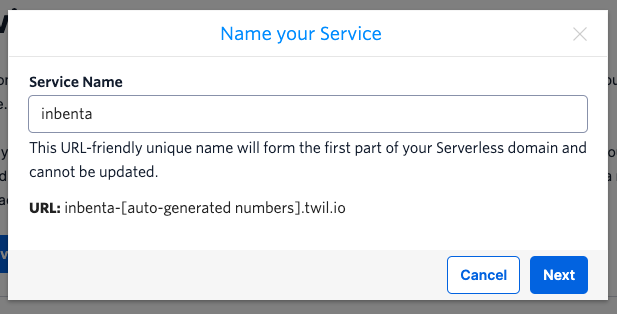 Name your Service
Service Name
inbenta
This URL-friendly unique name will form the first part of your Serverless domain and
cannot be updated.
URL: inbenta-[auto-generated numbers].twil.io
Cancel
Next